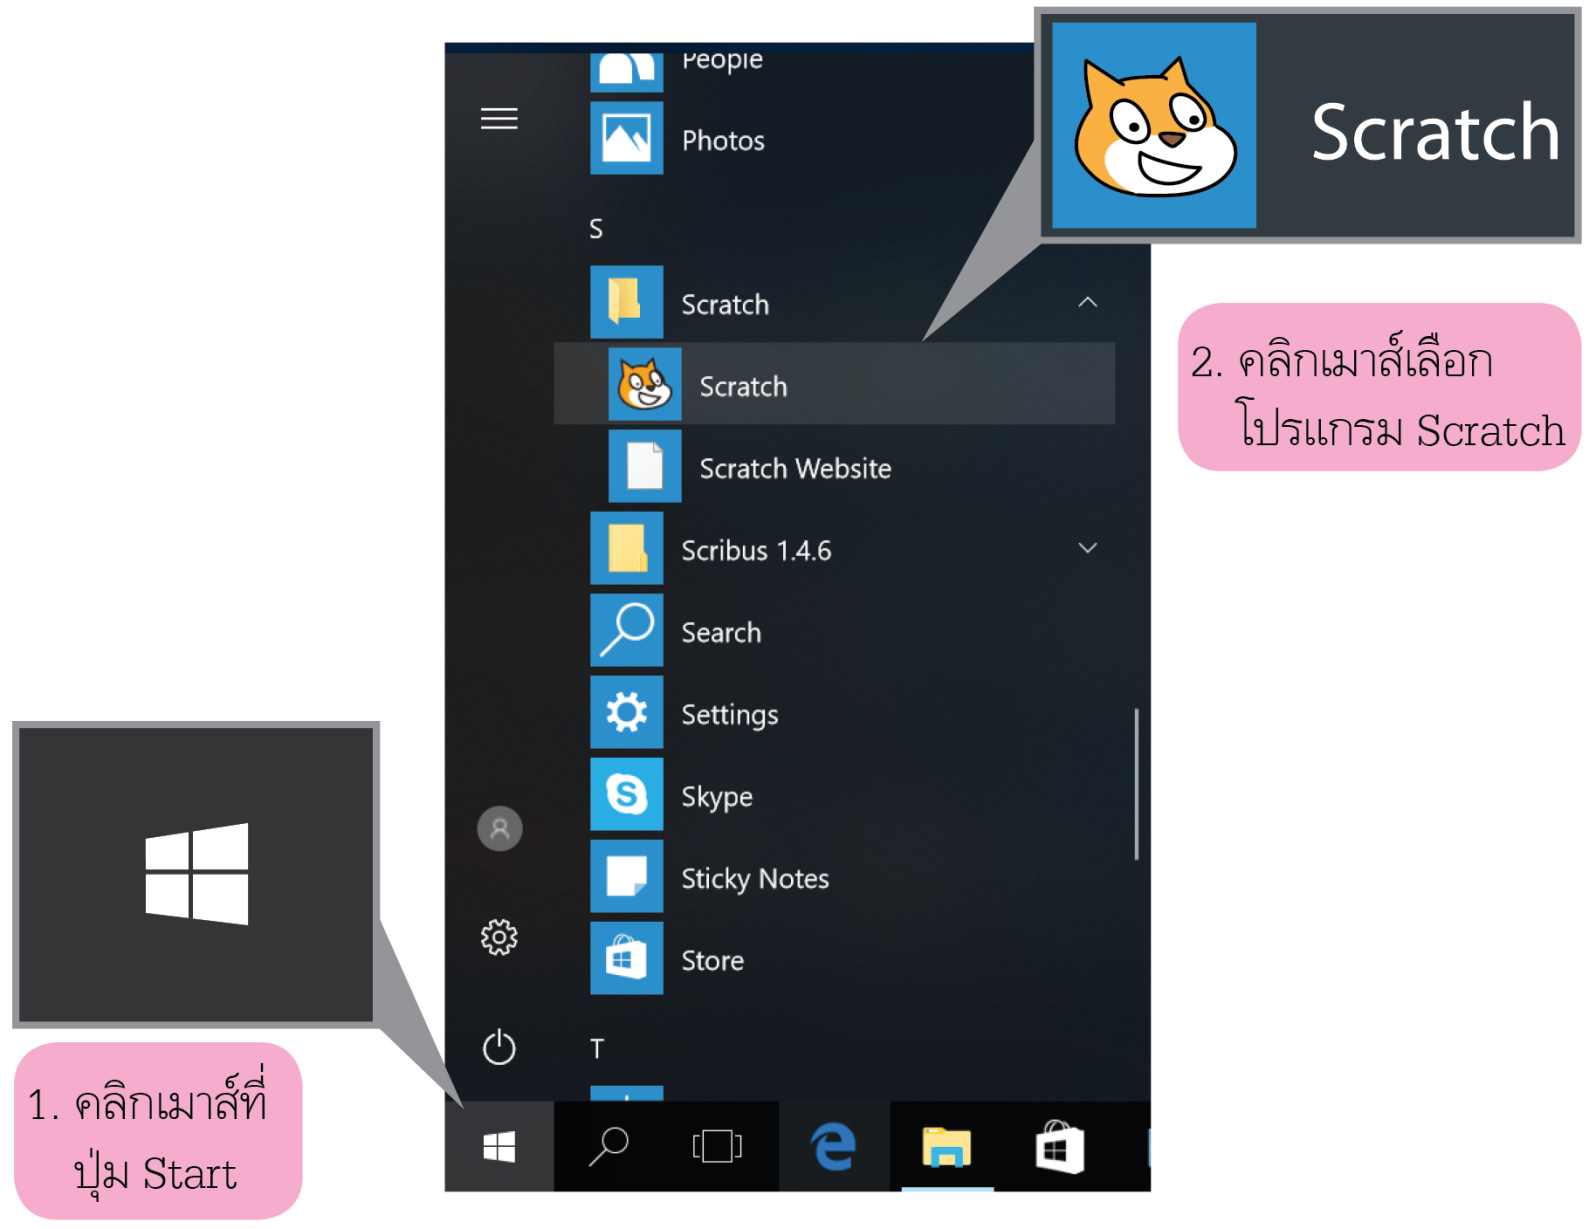 People
Photos
S
Scratch
Scratch
Scratch Website
Scribus 1.4.6
Search
Settings
Skype
Sticky Notes
Store
T
Scratch
2. คลิกเมาส์เลือก
โปรแกรม Scratch
1. คลิกเมาส์ที่
ปุ่ม Start